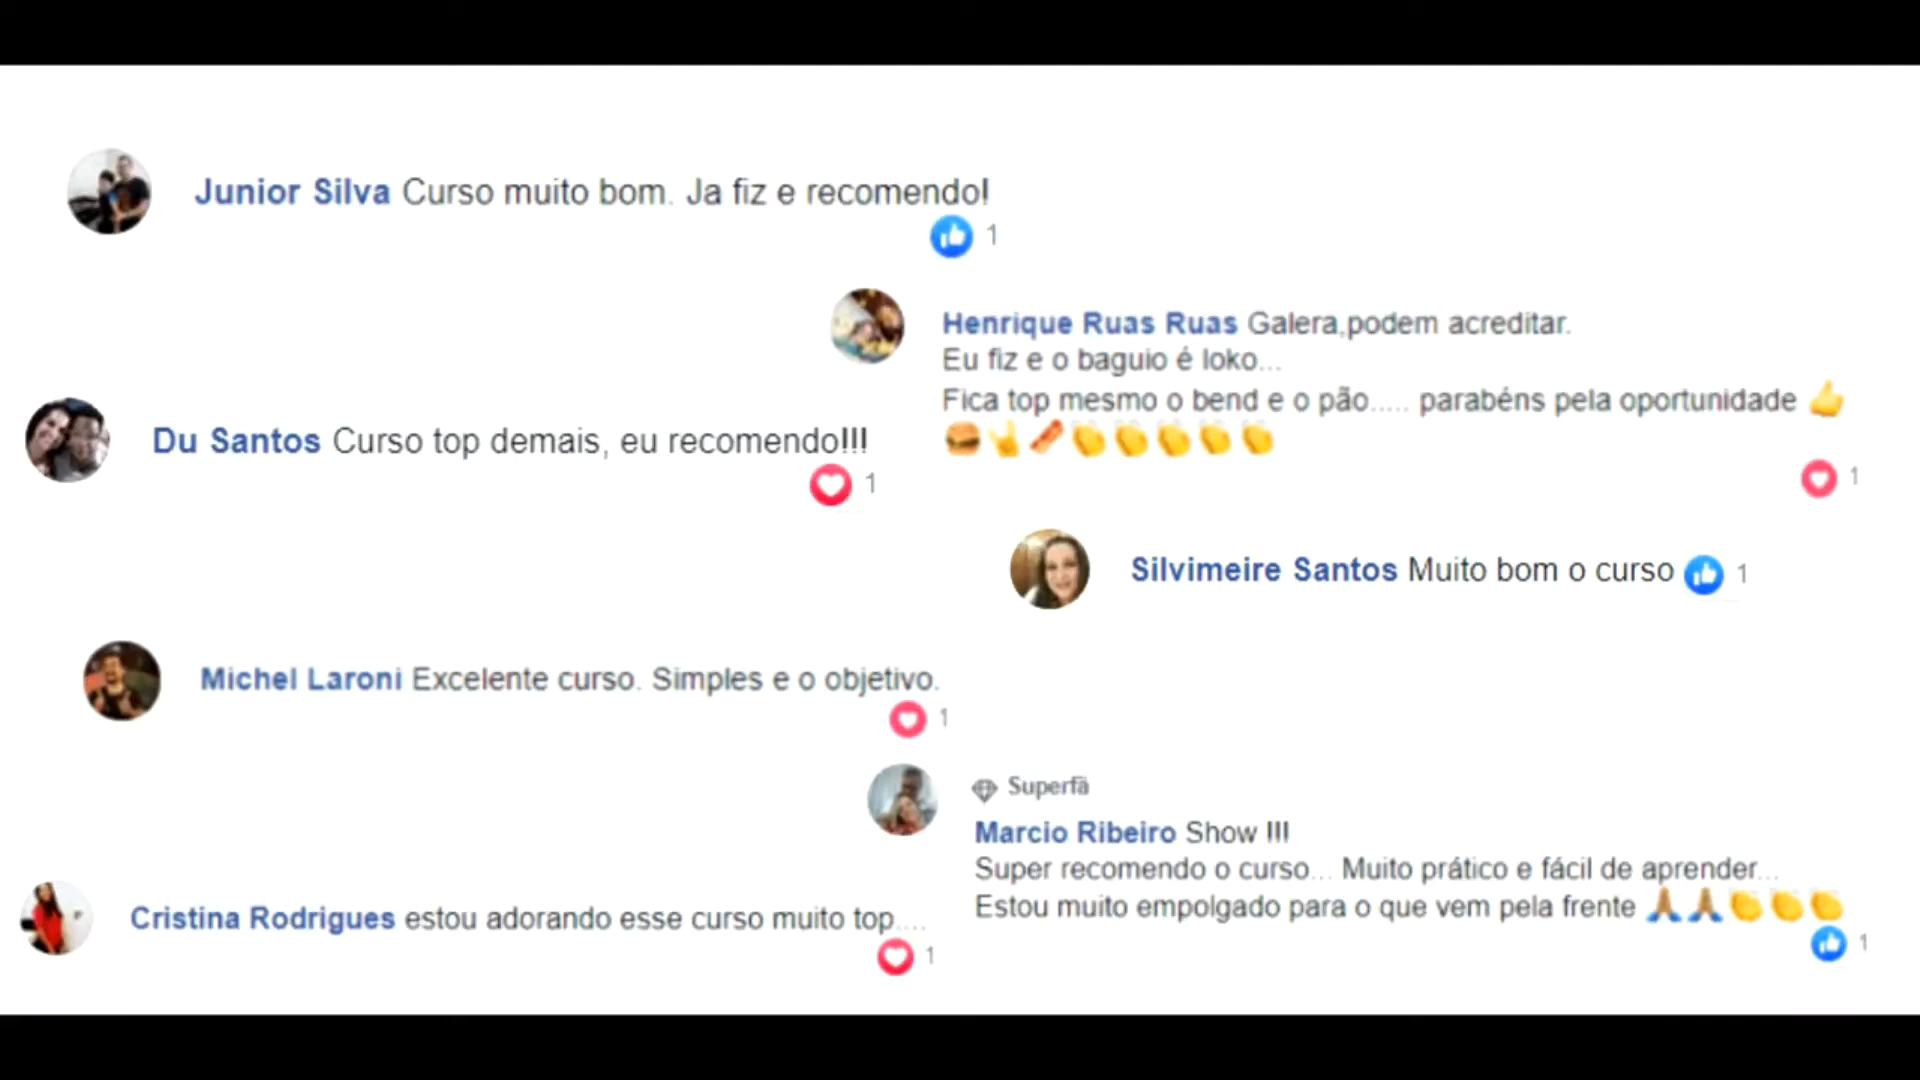 Junior Silva Curso muito bom. Ja fiz e recomendo!
1
Henrique Ruas Ruas Galera,podem acreditar.
Eu fiz e o baguio é loko...
Fica top mesmo o bend e o pão..... parabéns pela oportunidade 👍
🍔🤘🥓👏👏👏👏👏
1
Du Santos Curso top demais, eu recomendo!!!
1
Silvimeire Santos Muito bom o curso
1
Michel Laroni Excelente curso. Simples e o objetivo.
1
Superfã
Marcio Ribeiro Show !!!
Super recomendo o curso... Muito prático e fácil de aprender...
Estou muito empolgado para o que vem pela frente 🙏🏽🙏🏽👏👏👏
1
Cristina Rodrigues estou adorando esse curso muito top....
1